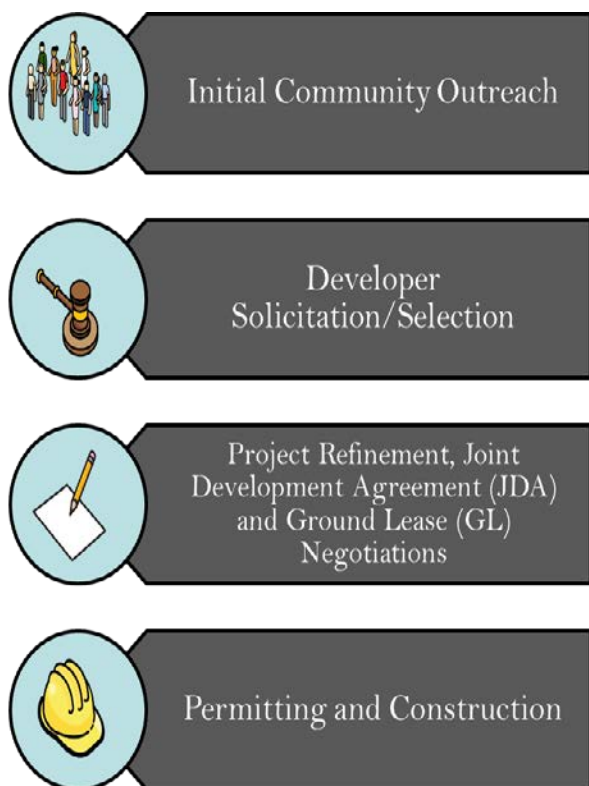 Initial Community Outreach
Developer
Solicitation/Selection
Project Refinement, Joint
Development Agreement (JDA)
and Ground Lease (GL)
Negotiations
Permitting and Construction